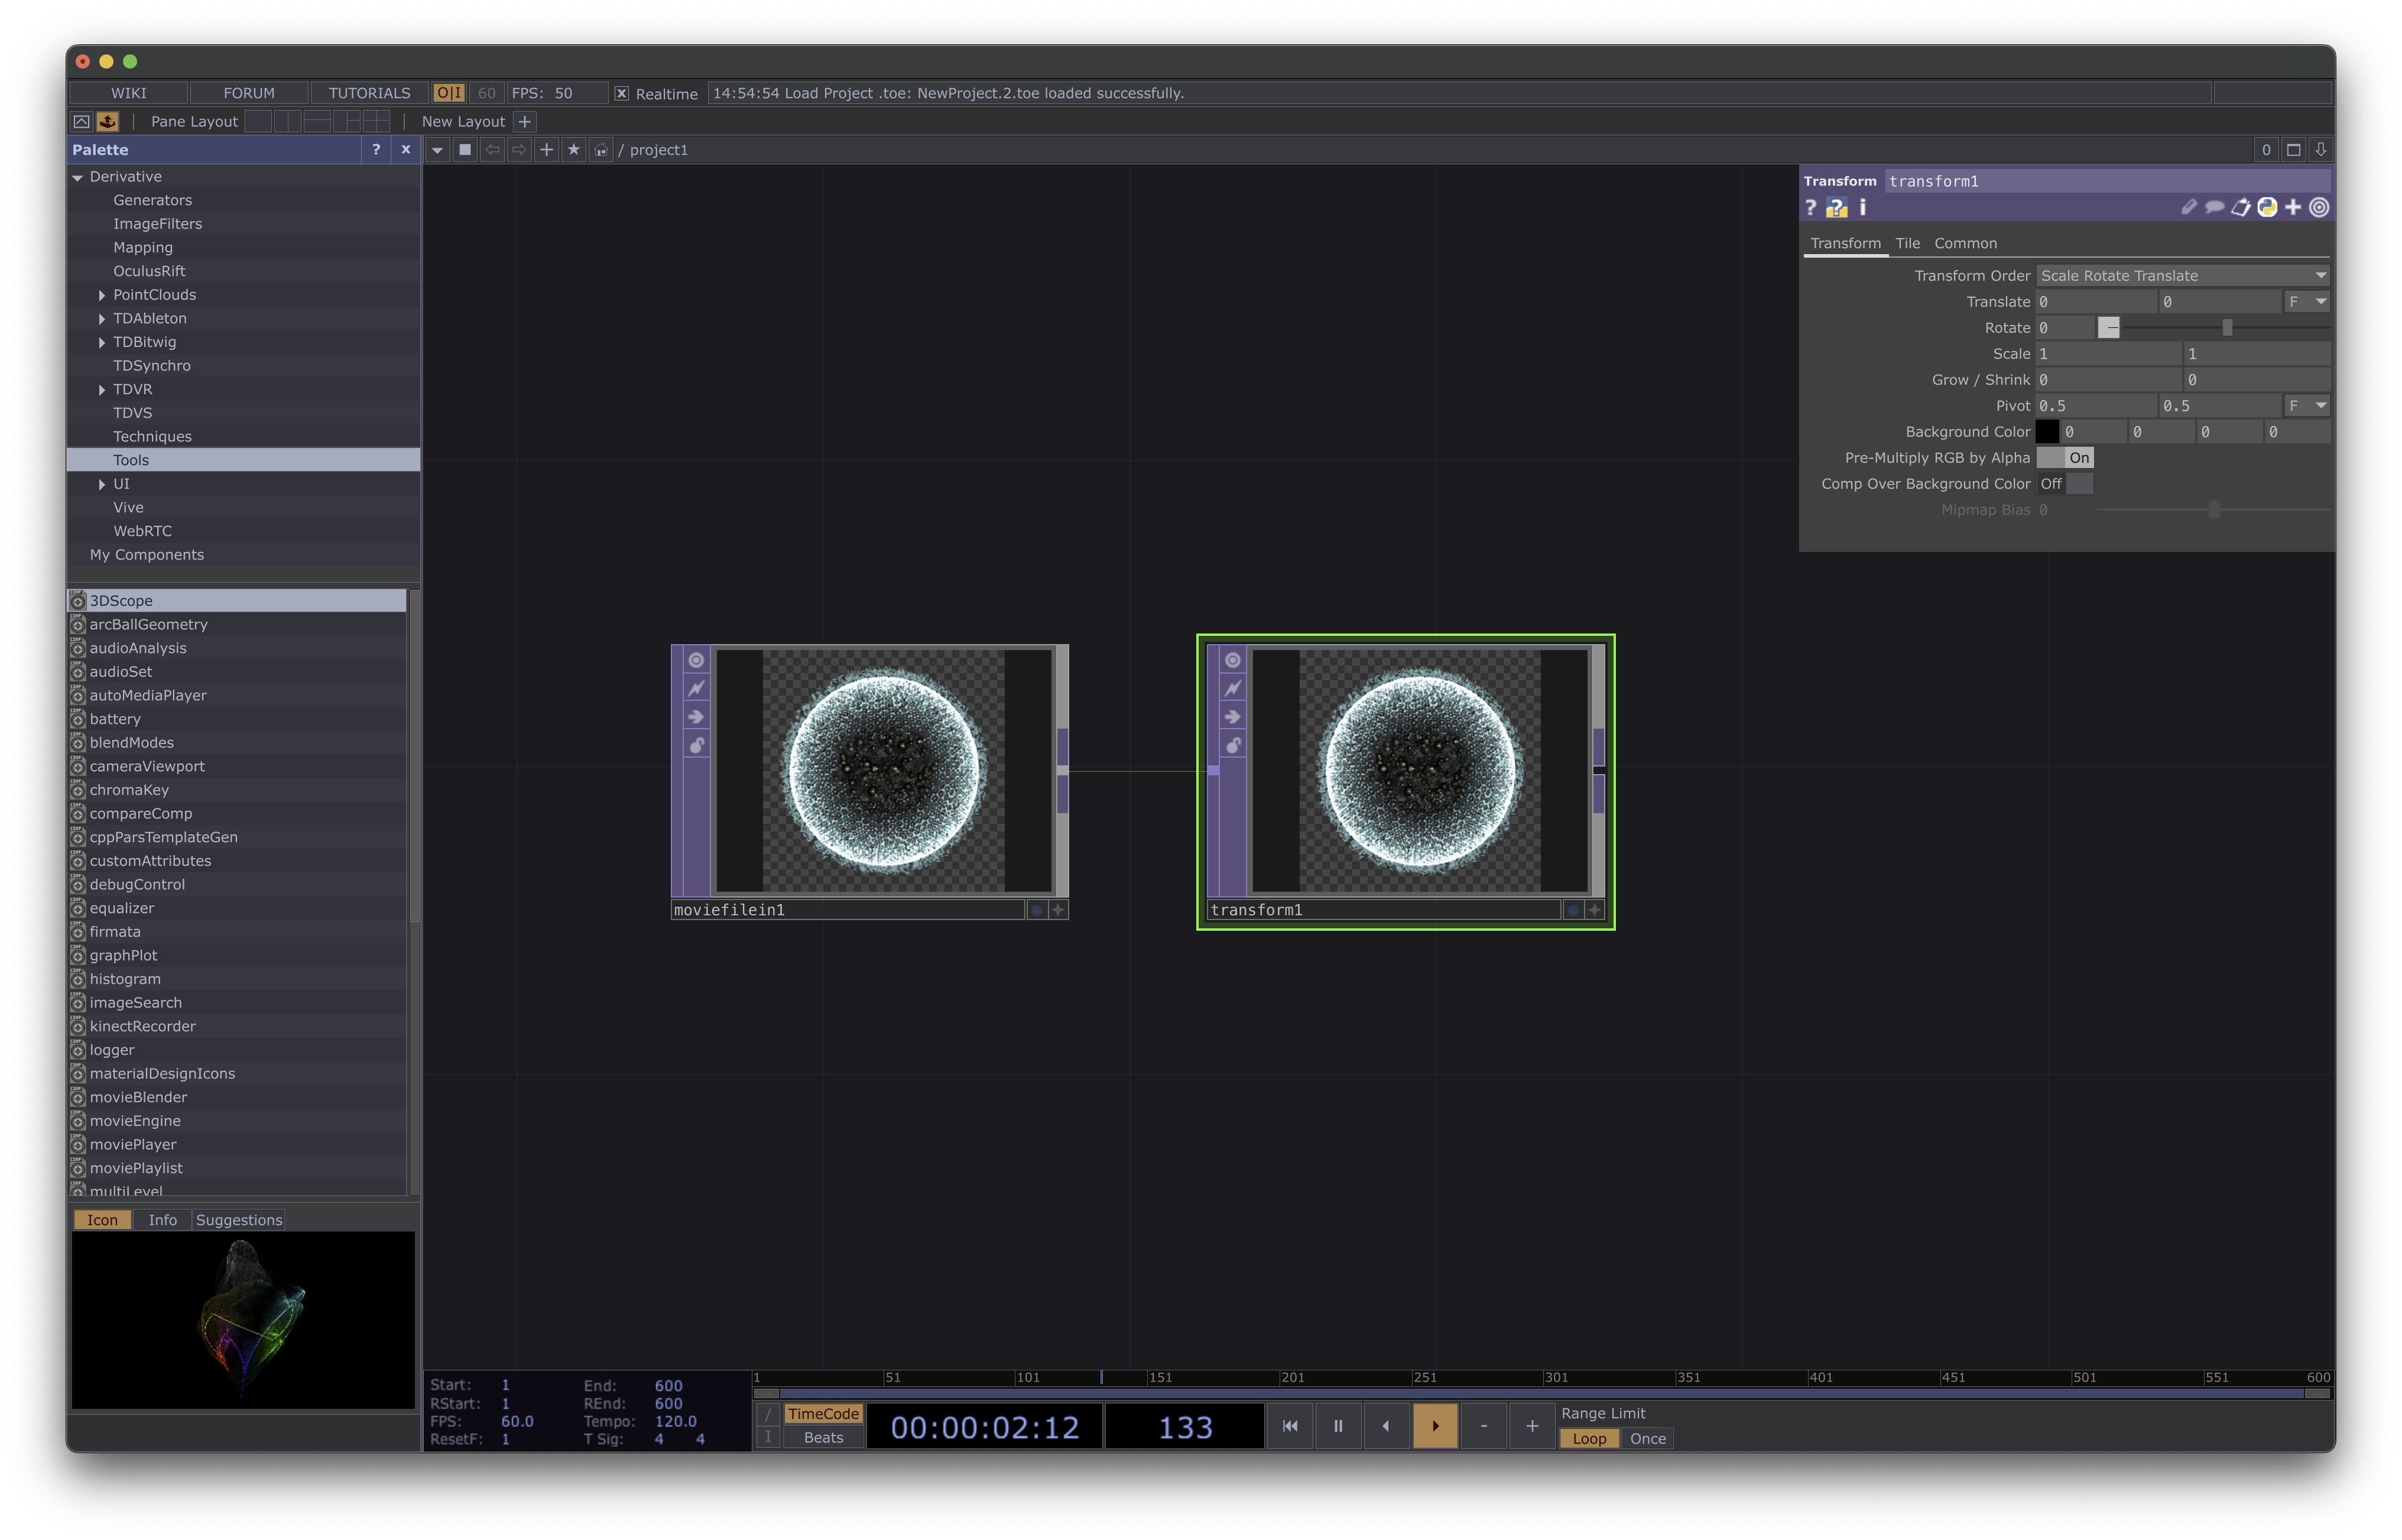 WIKI FORUM TUTORIALS O|I 60 FPS: 50 x Realtime 14:54:54 Load Project .toe: NewProject.2.toe loaded successfully.
Pane Layout New Layout +
Palette ? x / project1 0
Derivative
Generators
ImageFilters
Mapping
OculusRift
PointClouds
TDAbleton
TDBitwig
TDSynchro
TDVR
TDVS
Techniques
Tools
UI
Vive
WebRTC
My Components
3DScope
arcBallGeometry
audioAnalysis
audioSet
autoMediaPlayer
battery
blendModes
cameraViewport
chromaKey
compareComp
cppParsTemplateGen
customAttributes
debugControl
equalizer
firmata
graphPlot
histogram
imageSearch
kinectRecorder
logger
materialDesignIcons
movieBlender
movieEngine
moviePlayer
moviePlaylist
multiLevel
Icon Info Suggestions
moviefilein1
transform1
Transform transform1
? ? i
Transform Tile Common
Transform Order Scale Rotate Translate
Translate 0 0 F
Rotate 0
Scale 1 1
Grow / Shrink 0 0
Pivot 0.5 0.5 F
Background Color 0 0 0 0
Pre-Multiply RGB by Alpha On
Comp Over Background Color Off
Mipmap Bias 0
Start: 1 End: 600
RStart: 1 REnd: 600
FPS: 60.0 Tempo: 120.0
ResetF: 1 T Sig: 4 4
1 51 101 151 201 251 301 351 401 451 501 551 600
/ TimeCode
I Beats
00:00:02:12 133
- +
Range Limit
Loop Once